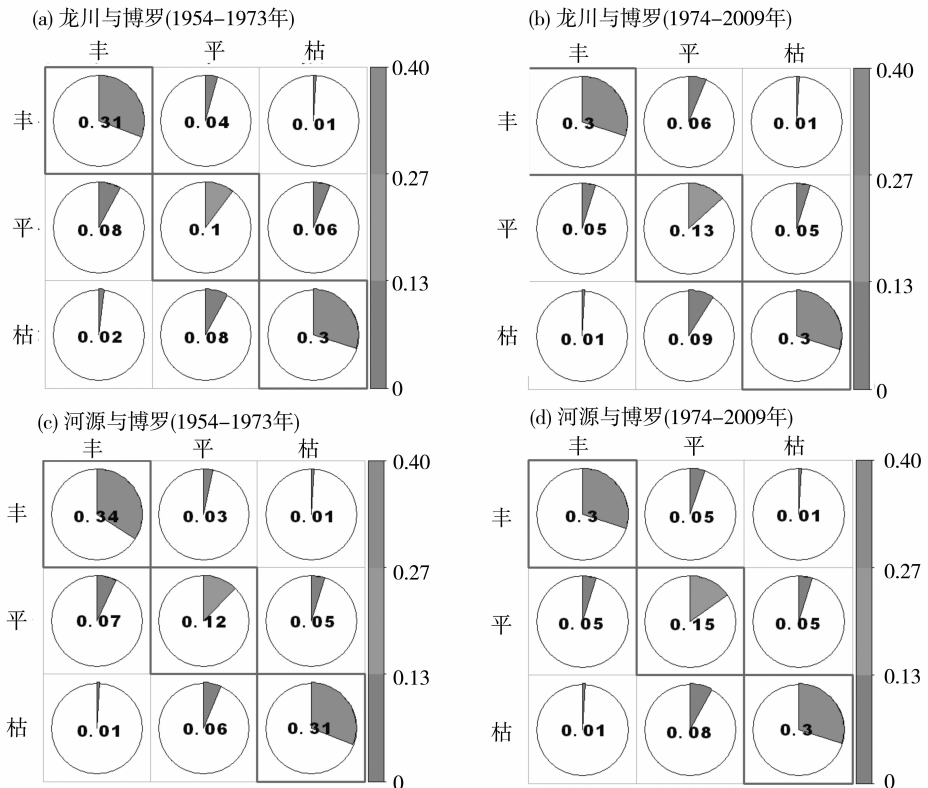 (a) 龙川与博罗(1954–1973年)
丰 平 枯
丰 0.31 0.04 0.01
平 0.08 0.1 0.06
枯 0.02 0.08 0.3
0.40
0.27
0.13
0
(b) 龙川与博罗(1974–2009年)
丰 平 枯
丰 0.3 0.06 0.01
平 0.05 0.13 0.05
枯 0.01 0.09 0.3
0.40
0.27
0.13
0
(c) 河源与博罗(1954–1973年)
丰 平 枯
丰 0.34 0.03 0.01
平 0.07 0.12 0.05
枯 0.01 0.06 0.31
0.40
0.27
0.13
0
(d) 河源与博罗(1974–2009年)
丰 平 枯
丰 0.3 0.05 0.01
平 0.05 0.15 0.05
枯 0.01 0.08 0.3
0.40
0.27
0.13
0